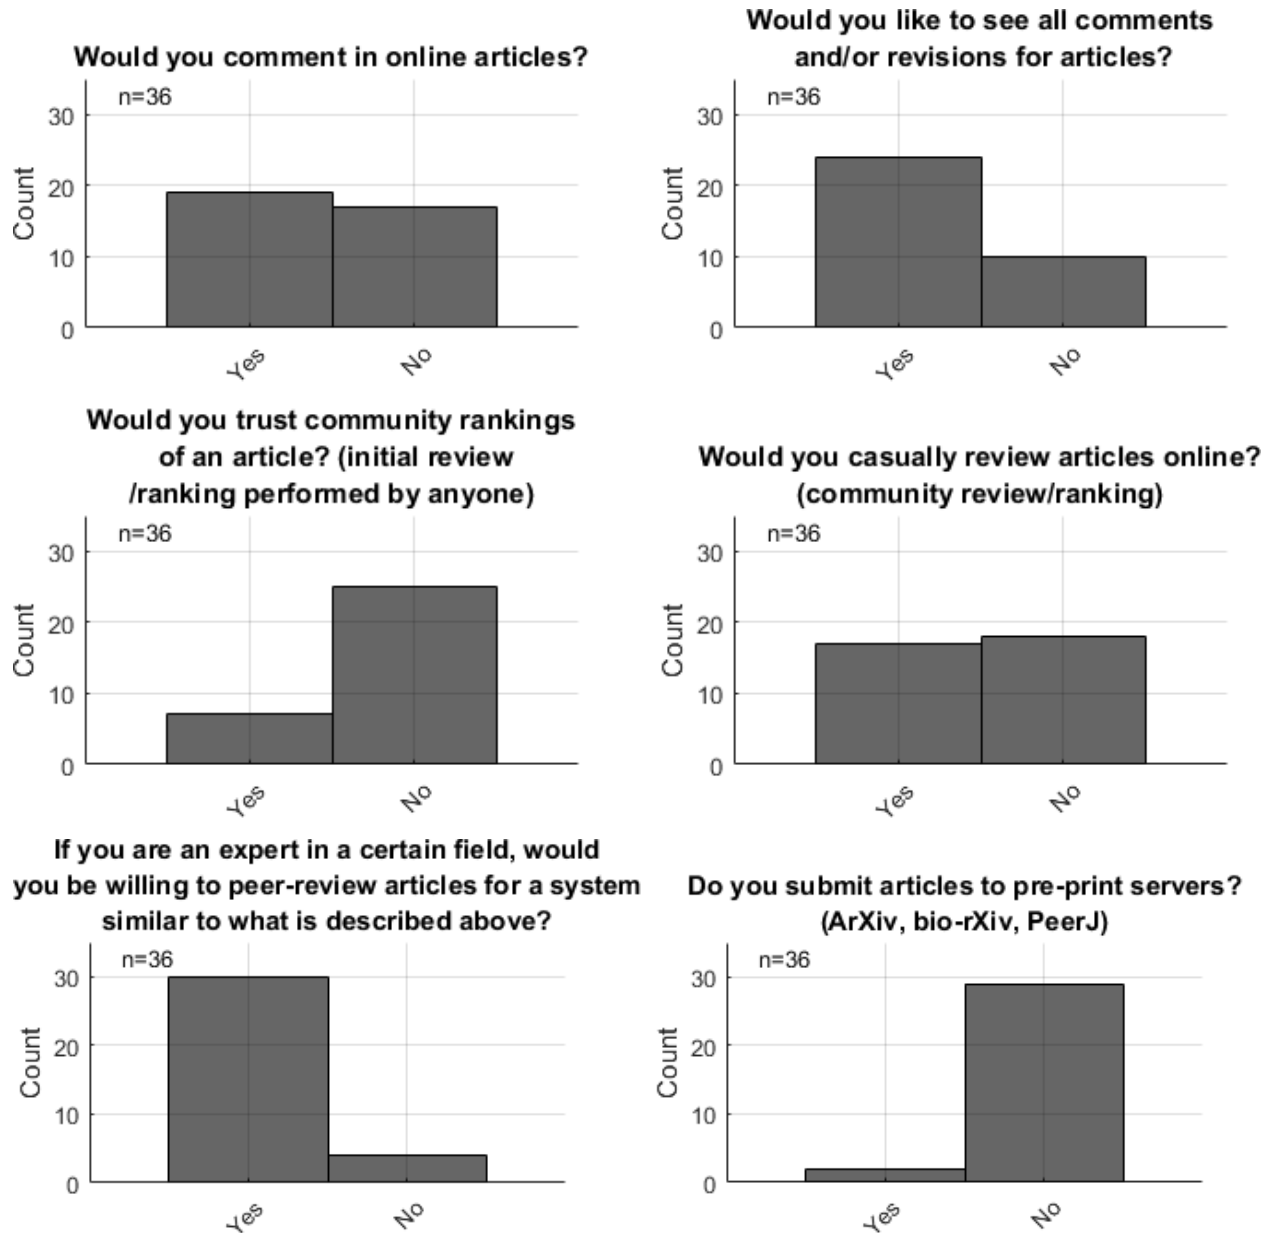 Would you comment in online articles?
n=36
30
20
10
0
Count
Yes
No
Would you like to see all comments
and/or revisions for articles?
n=36
30
20
10
0
Count
Yes
No
Would you trust community rankings
of an article? (initial review
/ranking performed by anyone)
n=36
30
20
10
0
Count
Yes
No
Would you casually review articles online?
(community review/ranking)
n=36
30
20
10
0
Count
Yes
No
If you are an expert in a certain field, would
you be willing to peer-review articles for a system
similar to what is described above?
n=36
30
20
10
0
Count
Yes
No
Do you submit articles to pre-print servers?
(ArXiv, bio-rXiv, PeerJ)
n=36
30
20
10
0
Count
Yes
No